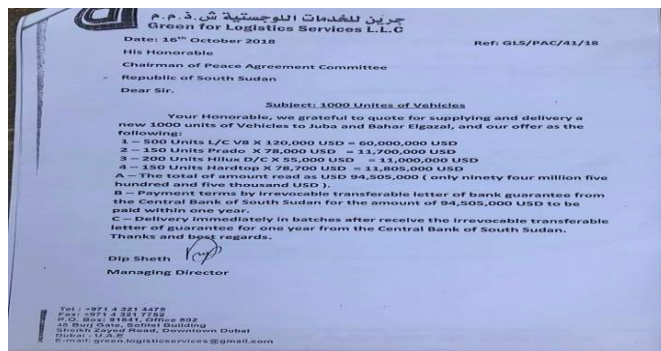 جرين للخدمات اللوجستية ش.ذ.م.م
Green for Logistics Services L.L.C
Date: 16th October 2018
Ref: GLS/PAC/41/18
His Honorable
Chairman of Peace Agreement Committee
Republic of South Sudan
Dear Sir.
Subject: 1000 Unites of Vehicles
Your Honorable, we grateful to quote for supplying and delivery a
new 1000 units of Vehicles to Juba and Bahar Elgazal, and our offer as the
following:
1 – 500 Units L/C V8 X 120,000 USD = 60,000,000 USD
2 – 150 Units Prado X 78,000 USD = 11,700,000 USD
3 – 200 Units Hilux D/C X 55,000 USD = 11,000,000 USD
4 – 150 Units Hardtop X 78,700 USD = 11,805,000 USD
A – The total of amount read as USD 94,505,000 ( only ninety four million five
hundred and five thousand USD ).
B – Payment terms by irrevocable transferable letter of bank guarantee from
the Central Bank of South Sudan for the amount of 94,505,000 USD to be
paid within one year.
C – Delivery immediately in batches after receive the irrevocable transferable
letter of guarantee for one year from the Central Bank of South Sudan.
Thanks and best regards.
Dip Sheth
Managing Director
Tel : +971 4 321 4475
Fax: +971 4 321 7752
P.O. Box: 91641, Office 802
48 Burj Gate, Sofitel Building
Sheikh Zayed Road, Downtown Dubai
Dubai - U.A.E
E-mail: green.logisticservices@gmail.com